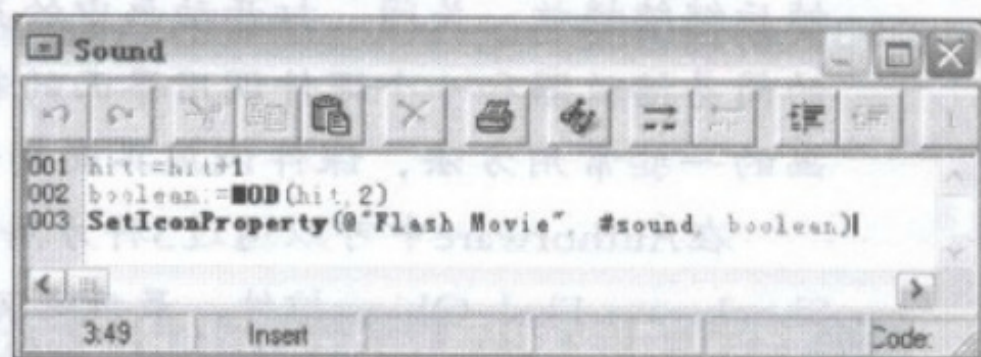 Sound
001 hit:=hit+1
002 boolean:=MOD(hit,2)
003 SetIconProperty(@"Flash Movie", #sound, boolean)
3:49 Insert Code: